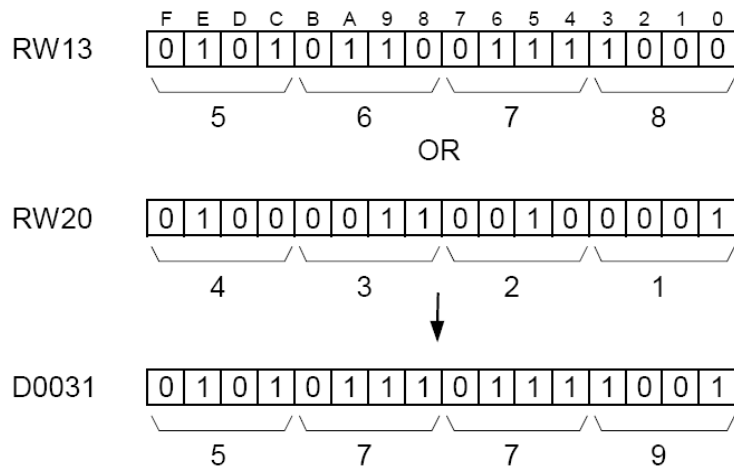 F E D C B A 9 8 7 6 5 4 3 2 1 0
RW13 0 1 0 1 0 1 1 0 0 1 1 1 1 0 0 0
5 6 7 8
OR
RW20 0 1 0 0 0 0 1 1 0 0 1 0 0 0 0 1
4 3 2 1
D0031 0 1 0 1 0 1 1 1 0 1 1 1 1 0 0 1
5 7 7 9